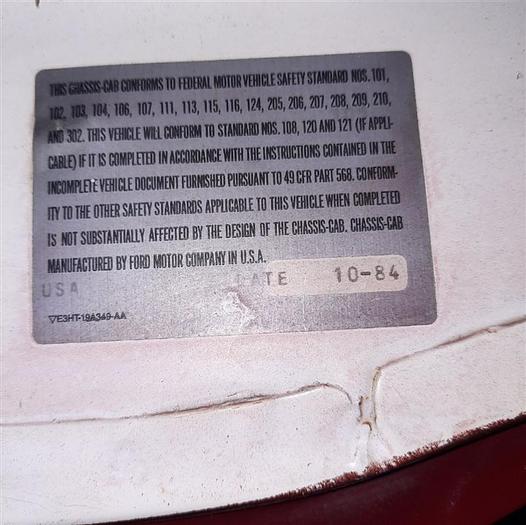 THIS CHASSIS-CAB CONFORMS TO FEDERAL MOTOR VEHICLE SAFETY STANDARD NOS. 101,
102, 103, 104, 106, 107, 111, 113, 115, 116, 124, 205, 206, 207, 208, 209, 210,
AND 302. THIS VEHICLE WILL CONFORM TO STANDARD NOS. 108, 120 AND 121 (IF APPLI-
CABLE) IF IT IS COMPLETED IN ACCORDANCE WITH THE INSTRUCTIONS CONTAINED IN THE
INCOMPLETE VEHICLE DOCUMENT FURNISHED PURSUANT TO 49 CFR PART 568. CONFORM-
ITY TO THE OTHER SAFETY STANDARDS APPLICABLE TO THIS VEHICLE WHEN COMPLETED
IS NOT SUBSTANTIALLY AFFECTED BY THE DESIGN OF THE CHASSIS-CAB. CHASSIS-CAB
MANUFACTURED BY FORD MOTOR COMPANY IN U.S.A.
USA DATE 10-84
▽E3HT-19A349-AA